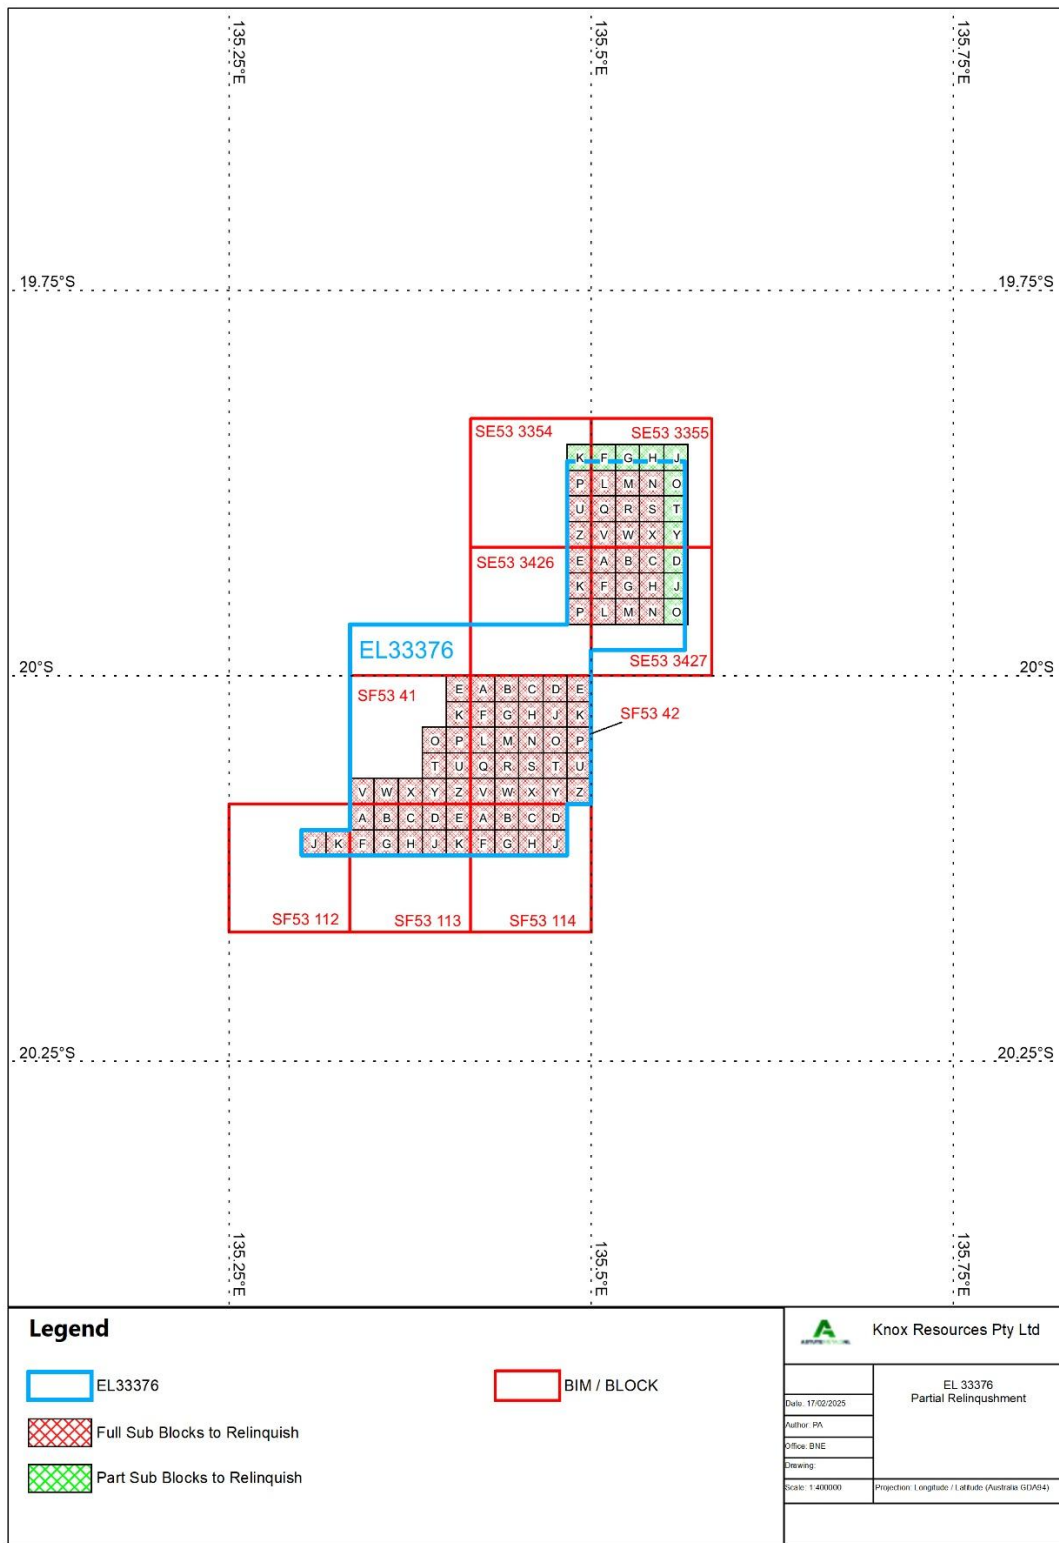 135.25°E
135.5°E
135.75°E
19.75°S
19.75°S
SE53 3354
SE53 3355
K F G H J
P L M N O
U Q R S T
Z V W X Y
SE53 3426
E A B C D
K F G H J
P L M N O
EL33376
SE53 3427
20°S
20°S
SF53 41
E A B C D E
SF53 42
K F G H J K
O P L M N O P
T U Q R S T U
V W X Y Z V W X Y Z
A B C D E A B C D
J K F G H J K F G H J
SF53 112
SF53 113
SF53 114
20.25°S
20.25°S
135.25°E
135.5°E
135.75°E
Legend
EL33376
BIM / BLOCK
Full Sub Blocks to Relinquish
Part Sub Blocks to Relinquish
Knox Resources Pty Ltd
EL 33376
Partial Relinqushment
Date: 17/02/2025
Author: PA
Office: BNE
Drawing:
Scale: 1:400000
Projection: Longitude / Latitude (Australia GDA94)